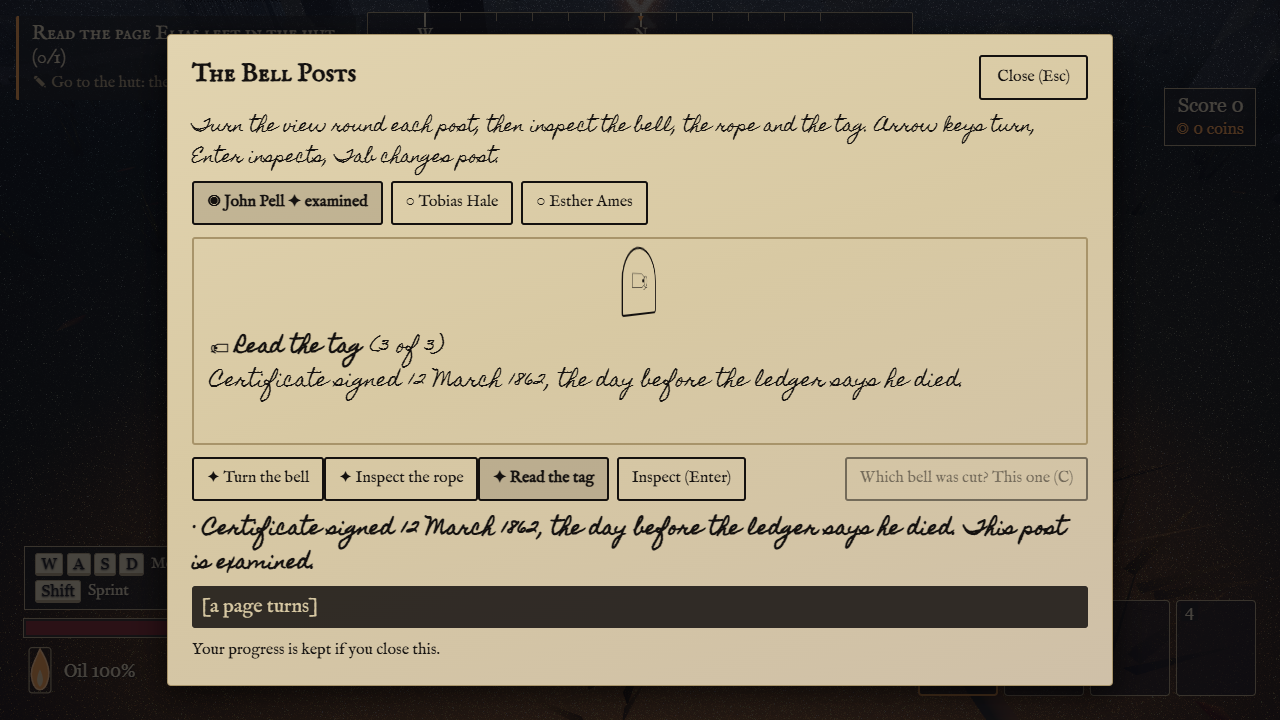 Read the page Elias left in the hut
(0/1)
Go to the hut: the
W
N
The Bell Posts
Close (Esc)
Score 0
0 coins
Turn the view round each post, then inspect the bell, the rope and the tag. Arrow keys turn,
Enter inspects, Tab changes post.
John Pell ✦ examined
Tobias Hale
Esther Ames
Read the tag (3 of 3)
Certificate signed 12 March 1862, the day before the ledger says he died.
✦ Turn the bell
✦ Inspect the rope
✦ Read the tag
Inspect (Enter)
Which bell was cut? This one (C)
· Certificate signed 12 March 1862, the day before the ledger says he died. This post
is examined.
[a page turns]
Your progress is kept if you close this.
W A S D
Shift Sprint
Oil 100%
4